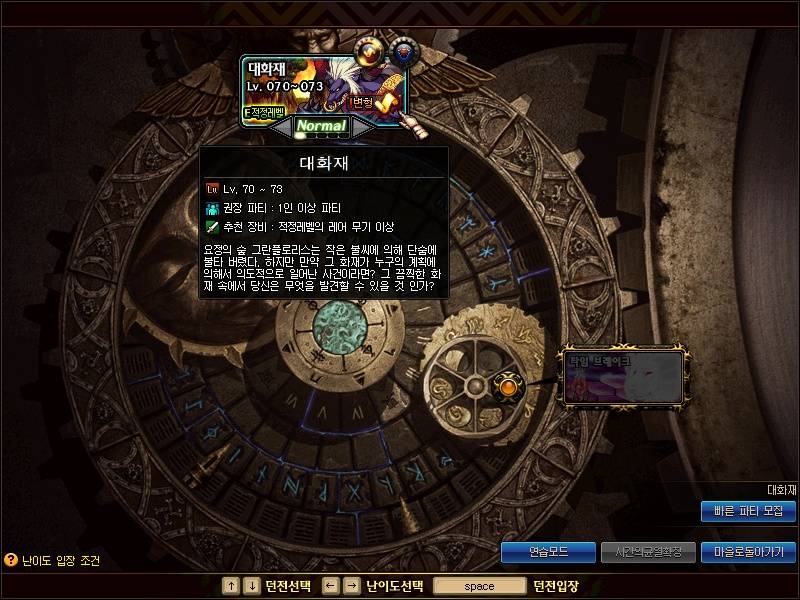 대화재
Lv. 070~073
변형
E적정레벨
Normal
대화재
Lv Lv. 70 ~ 73
권장 파티 : 1인 이상 파티
추천 장비 : 적정레벨의 레어 무기 이상
요정의 숲 그란플로리스는 작은 불씨에 의해 단숨에
불타 버렸다. 하지만 만약 그 화재가 누구의 계획에
의해서 의도적으로 일어난 사건이라면? 그 끔찍한 화
재 속에서 당신은 무엇을 발견할 수 있을 것 인가?
타임 브레이크
대화재
빠른 파티 모집
? 난이도 입장 조건
연습모드
시간의균열확장
마을로돌아가기
↑ ↓ 던전선택 ← → 난이도선택 space 던전입장